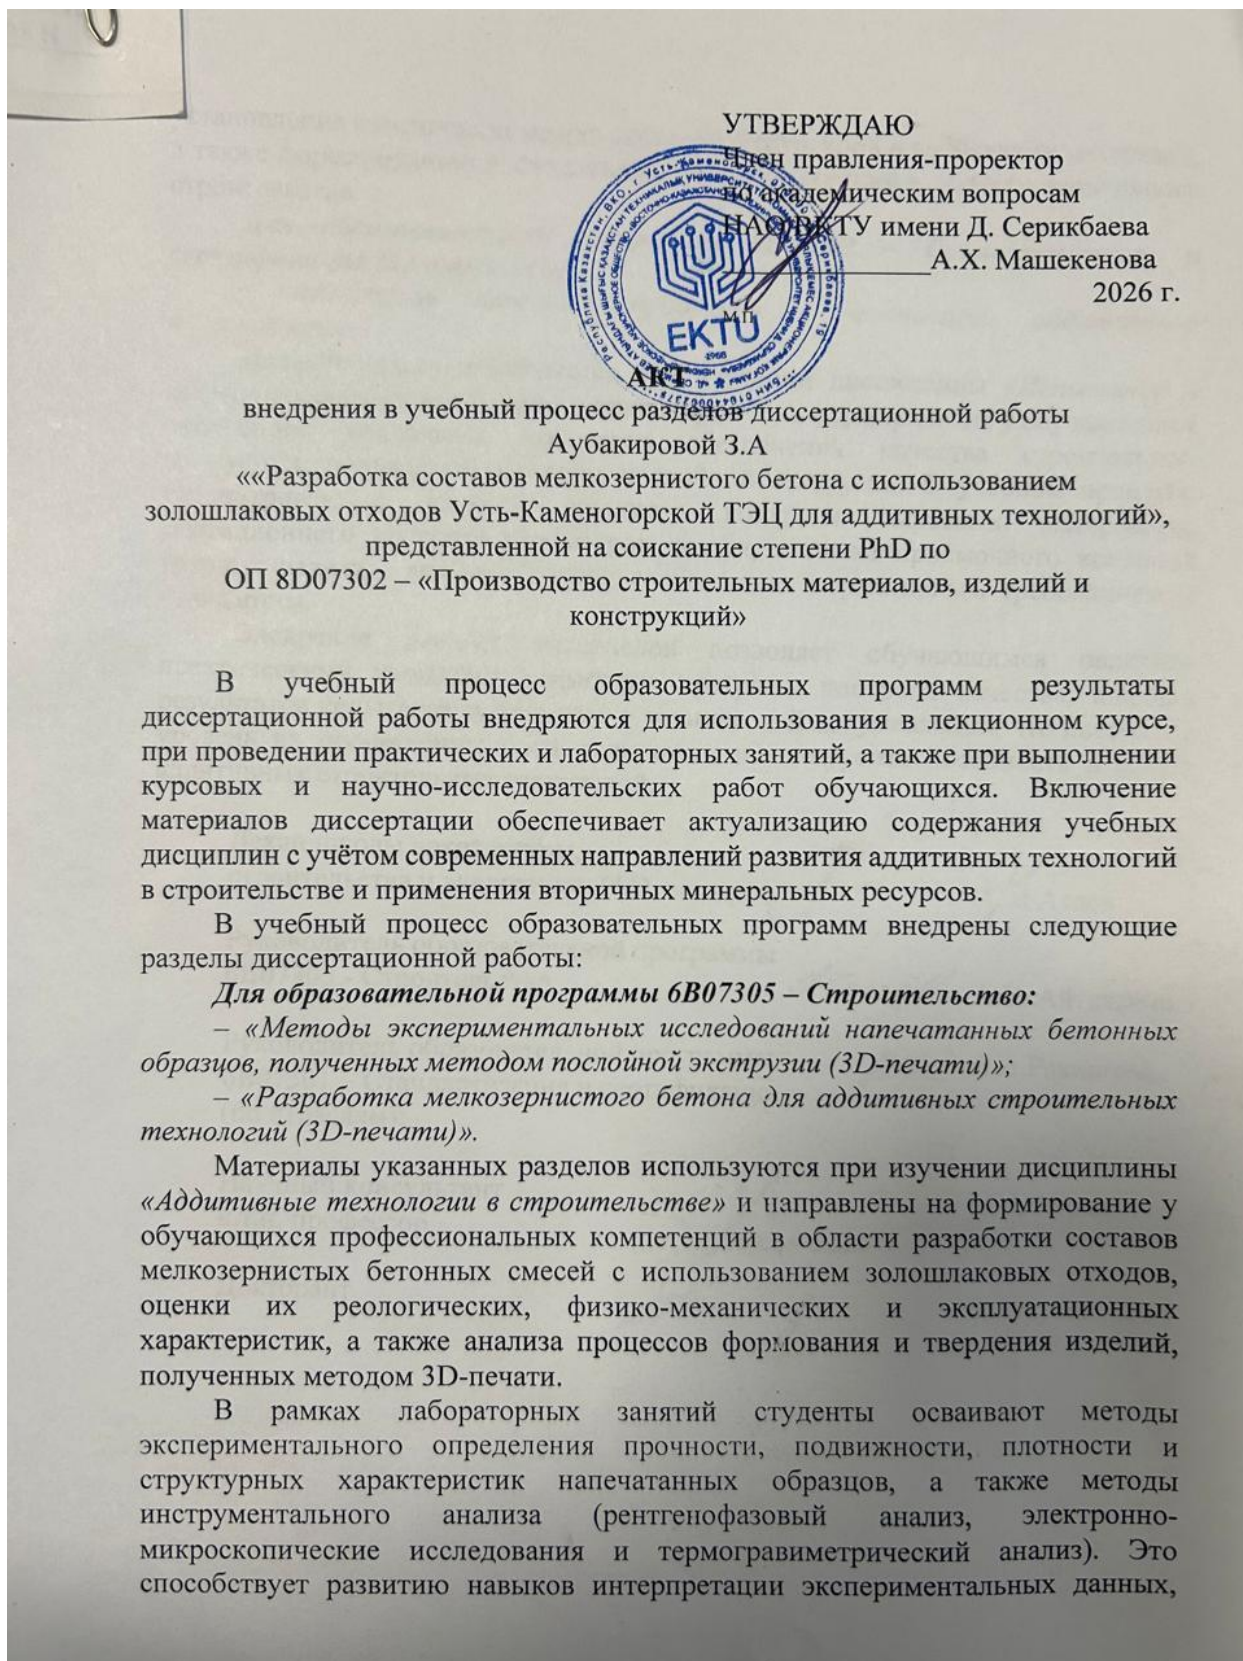 УТВЕРЖДАЮ
Член правления-проректор
по академическим вопросам
НАО ВКТУ имени Д. Серикбаева
А.Х. Машекенова
2026 г.
М.П.
EKTU
1958
АКТ
внедрения в учебный процесс разделов диссертационной работы
Аубакировой З.А
««Разработка составов мелкозернистого бетона с использованием
золошлаковых отходов Усть-Каменогорской ТЭЦ для аддитивных технологий»,
представленной на соискание степени PhD по
ОП 8D07302 – «Производство строительных материалов, изделий и
конструкций»
В учебный процесс образовательных программ результаты
диссертационной работы внедряются для использования в лекционном курсе,
при проведении практических и лабораторных занятий, а также при выполнении
курсовых и научно-исследовательских работ обучающихся. Включение
материалов диссертации обеспечивает актуализацию содержания учебных
дисциплин с учётом современных направлений развития аддитивных технологий
в строительстве и применения вторичных минеральных ресурсов.
В учебный процесс образовательных программ внедрены следующие
разделы диссертационной работы:
Для образовательной программы 6В07305 – Строительство:
– «Методы экспериментальных исследований напечатанных бетонных
образцов, полученных методом послойной экструзии (3D-печати)»;
– «Разработка мелкозернистого бетона для аддитивных строительных
технологий (3D-печати)».
Материалы указанных разделов используются при изучении дисциплины
«Аддитивные технологии в строительстве» и направлены на формирование у
обучающихся профессиональных компетенций в области разработки составов
мелкозернистых бетонных смесей с использованием золошлаковых отходов,
оценки их реологических, физико-механических и эксплуатационных
характеристик, а также анализа процессов формования и твердения изделий,
полученных методом 3D-печати.
В рамках лабораторных занятий студенты осваивают методы
экспериментального определения прочности, подвижности, плотности и
структурных характеристик напечатанных образцов, а также методы
инструментального анализа (рентгенофазовый анализ, электронно-
микроскопические исследования и термогравиметрический анализ). Это
способствует развитию навыков интерпретации экспериментальных данных,